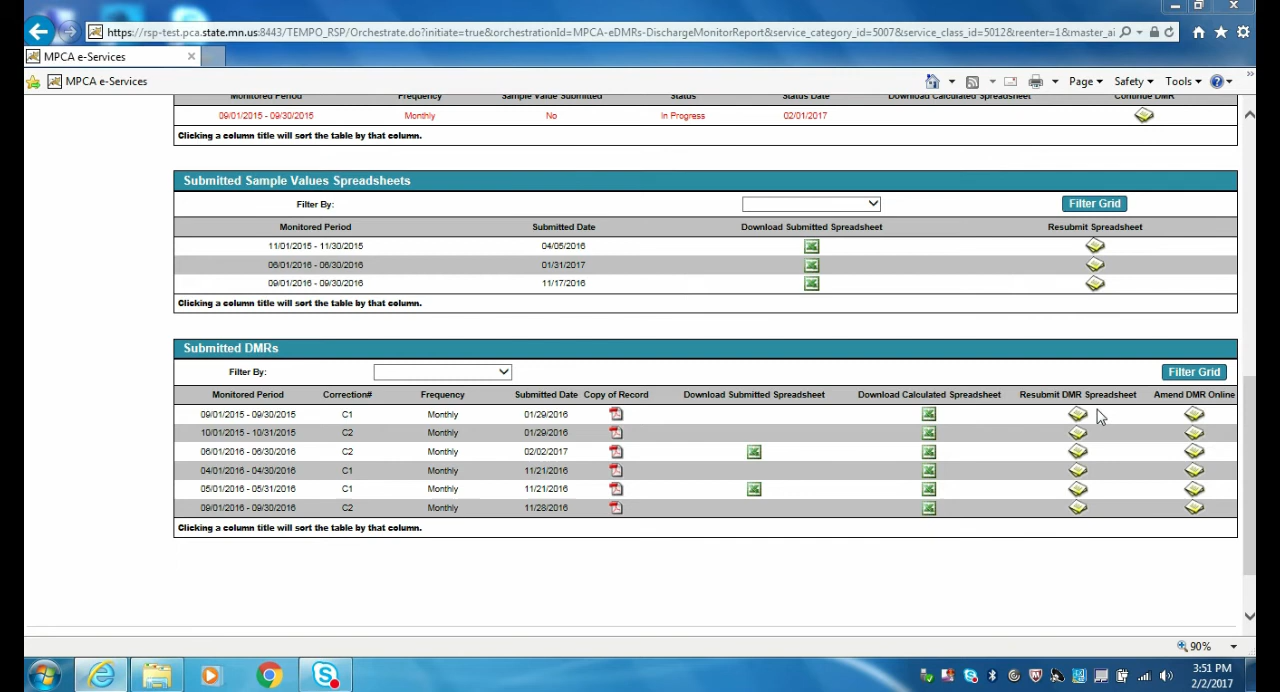 https://rsp-test.pca.state.mn.us:8443/TEMPO_RSP/Orchestrate.do?initiate=true&orchestrationId=MPCA-eDMRs-DischargeMonitorReport&service_category_id=5007&service_class_id=5012&reenter=1&master_ai
MPCA e-Services
MPCA e-Services Page Safety Tools
Monitored Period Frequency Sample Value Submitted Status Status Date Download Calculated Spreadsheet Continue DMR
09/01/2015 - 09/30/2015 Monthly No In Progress 02/01/2017
Clicking a column title will sort the table by that column.
Submitted Sample Values Spreadsheets
Filter By: Filter Grid
Monitored Period Submitted Date Download Submitted Spreadsheet Resubmit Spreadsheet
11/01/2015 - 11/30/2015 04/05/2016
06/01/2016 - 06/30/2016 01/31/2017
09/01/2016 - 09/30/2016 11/17/2016
Clicking a column title will sort the table by that column.
Submitted DMRs
Filter By: Filter Grid
Monitored Period Correction# Frequency Submitted Date Copy of Record Download Submitted Spreadsheet Download Calculated Spreadsheet Resubmit DMR Spreadsheet Amend DMR Online
09/01/2015 - 09/30/2015 C1 Monthly 01/29/2016
10/01/2015 - 10/31/2015 C2 Monthly 01/29/2016
06/01/2016 - 06/30/2016 C2 Monthly 02/02/2017
04/01/2016 - 04/30/2016 C1 Monthly 11/21/2016
05/01/2016 - 05/31/2016 C1 Monthly 11/21/2016
09/01/2016 - 09/30/2016 C2 Monthly 11/28/2016
Clicking a column title will sort the table by that column.
90%
3:51 PM
2/2/2017